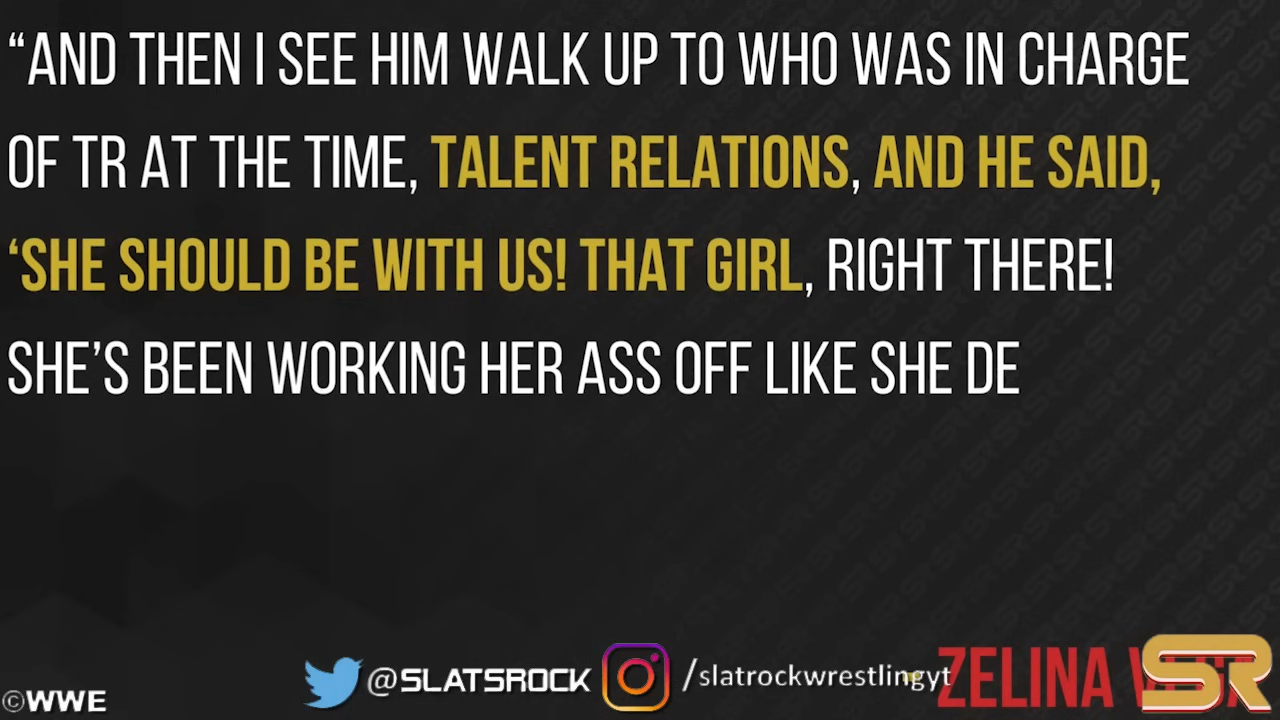 “AND THEN I SEE HIM WALK UP TO WHO WAS IN CHARGE
OF TR AT THE TIME, TALENT RELATIONS, AND HE SAID,
‘SHE SHOULD BE WITH US! THAT GIRL, RIGHT THERE!
SHE’S BEEN WORKING HER ASS OFF LIKE SHE DE
©WWE
@SLATSROCK
/slatrockwrestlingyt
ZELINA
SR